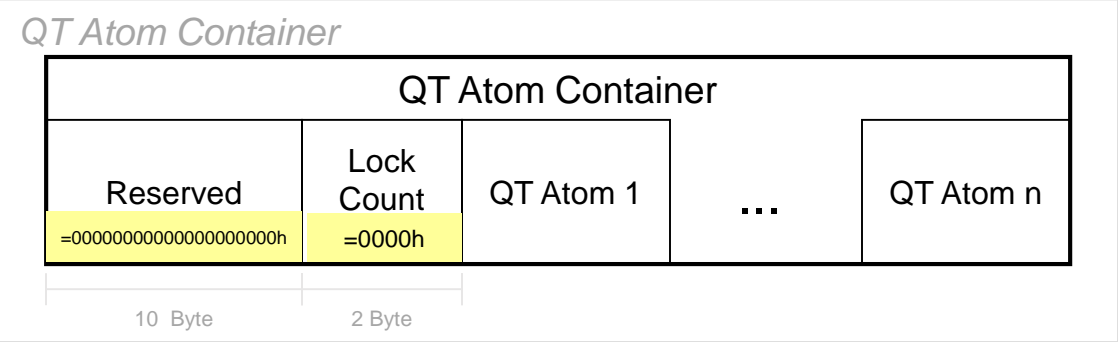 QT Atom Container
QT Atom Container
Reserved
=00000000000000000000h
Lock
Count
=0000h
QT Atom 1
...
QT Atom n
10 Byte
2 Byte